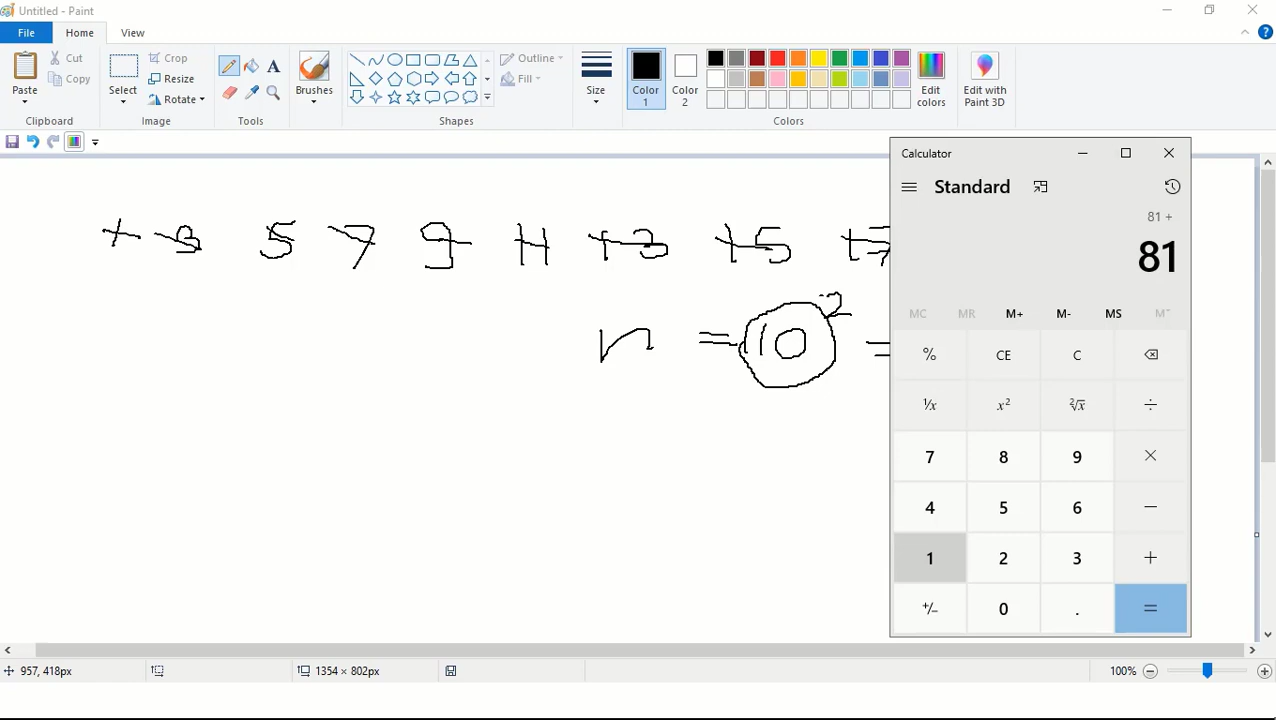 Untitled - Paint
File Home View
Paste Cut Copy
Clipboard
Select Crop Resize Rotate
Image
Tools
Brushes
Outline Fill
Shapes
Size
Color 1
Color 2
Edit colors
Colors
Edit with Paint 3D
1 3 5 7 9 11 13 15 17
n = 10² =
Calculator
Standard
81 +
81
MC MR M+ M- MS M˅
% CE C
1/x x² ²√x ÷
7 8 9 ×
4 5 6 −
1 2 3 +
+/− 0 . =
957, 418px
1354 × 802px
100%